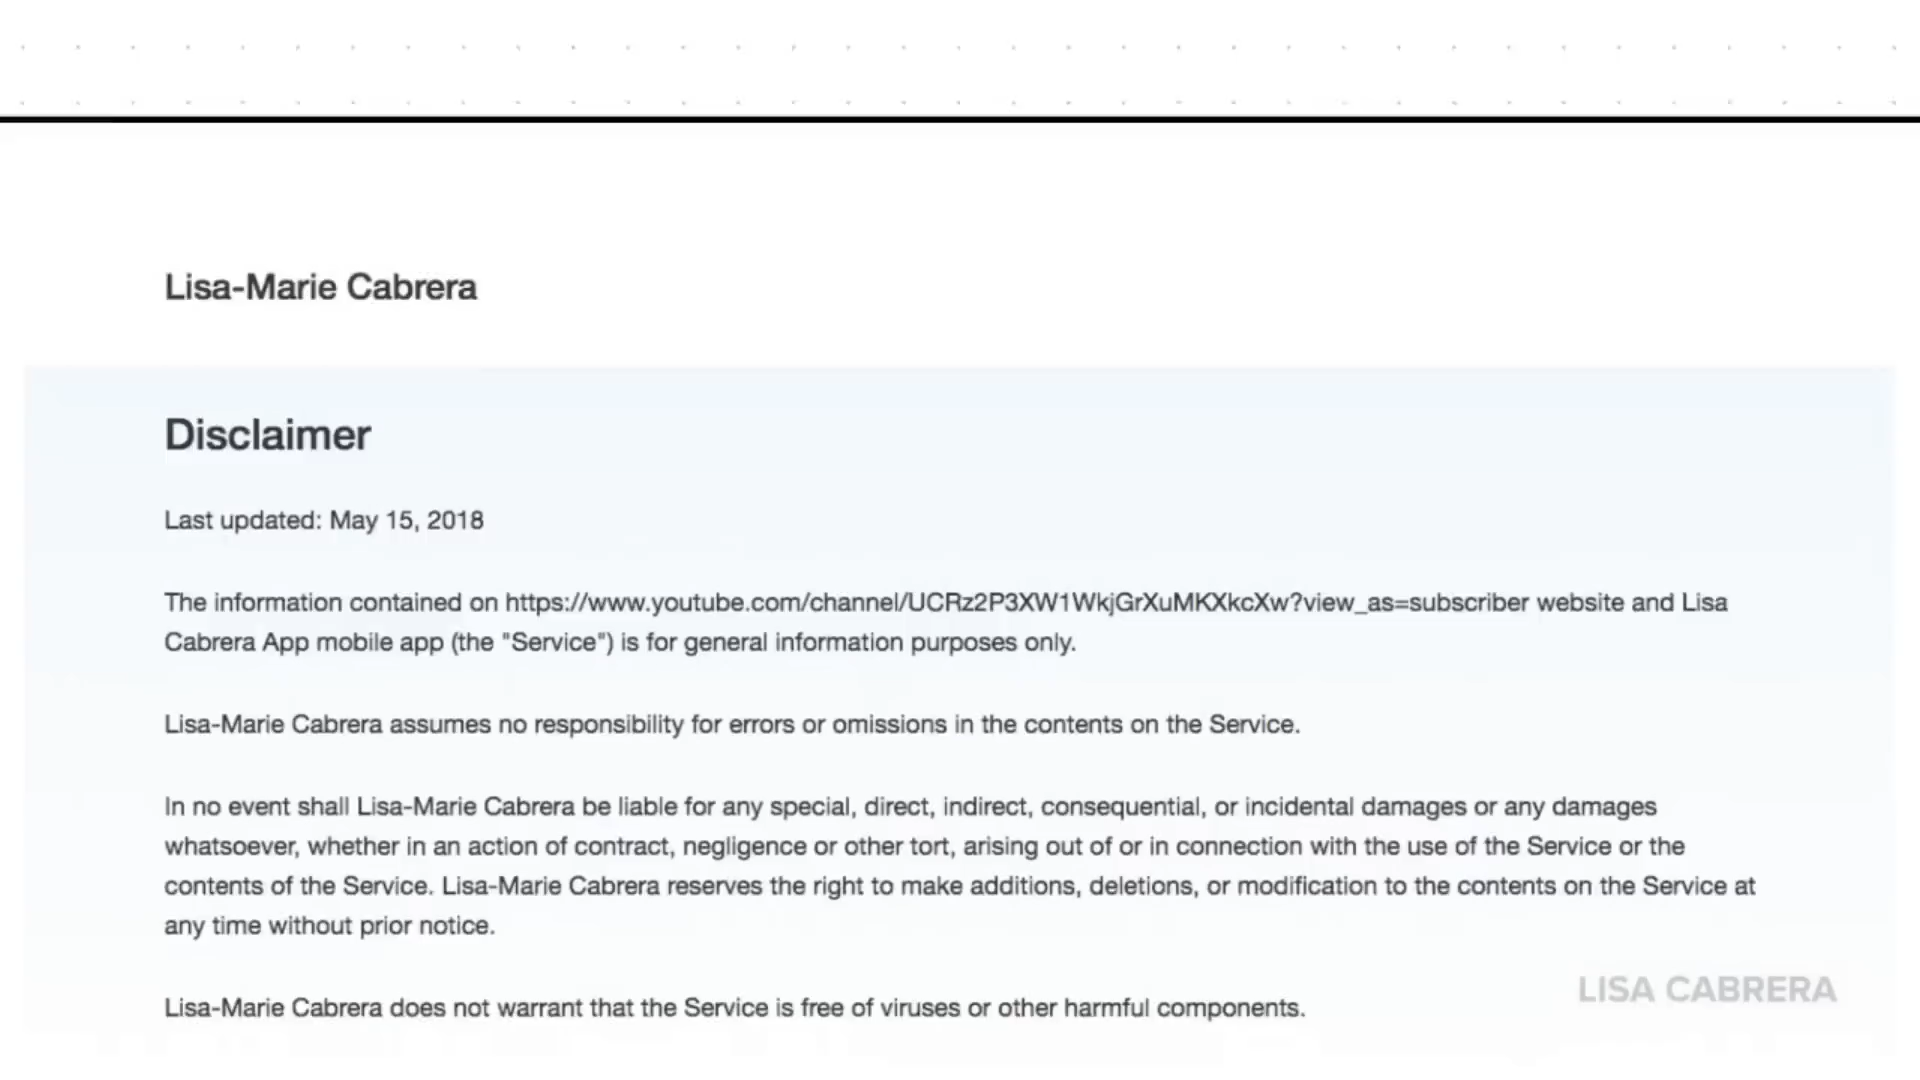 Lisa-Marie Cabrera
Disclaimer
Last updated: May 15, 2018
The information contained on https://www.youtube.com/channel/UCRz2P3XW1WkjGrXuMKXkcXw?view_as=subscriber website and Lisa
Cabrera App mobile app (the "Service") is for general information purposes only.
Lisa-Marie Cabrera assumes no responsibility for errors or omissions in the contents on the Service.
In no event shall Lisa-Marie Cabrera be liable for any special, direct, indirect, consequential, or incidental damages or any damages
whatsoever, whether in an action of contract, negligence or other tort, arising out of or in connection with the use of the Service or the
contents of the Service. Lisa-Marie Cabrera reserves the right to make additions, deletions, or modification to the contents on the Service at
any time without prior notice.
Lisa-Marie Cabrera does not warrant that the Service is free of viruses or other harmful components.
LISA CABRERA